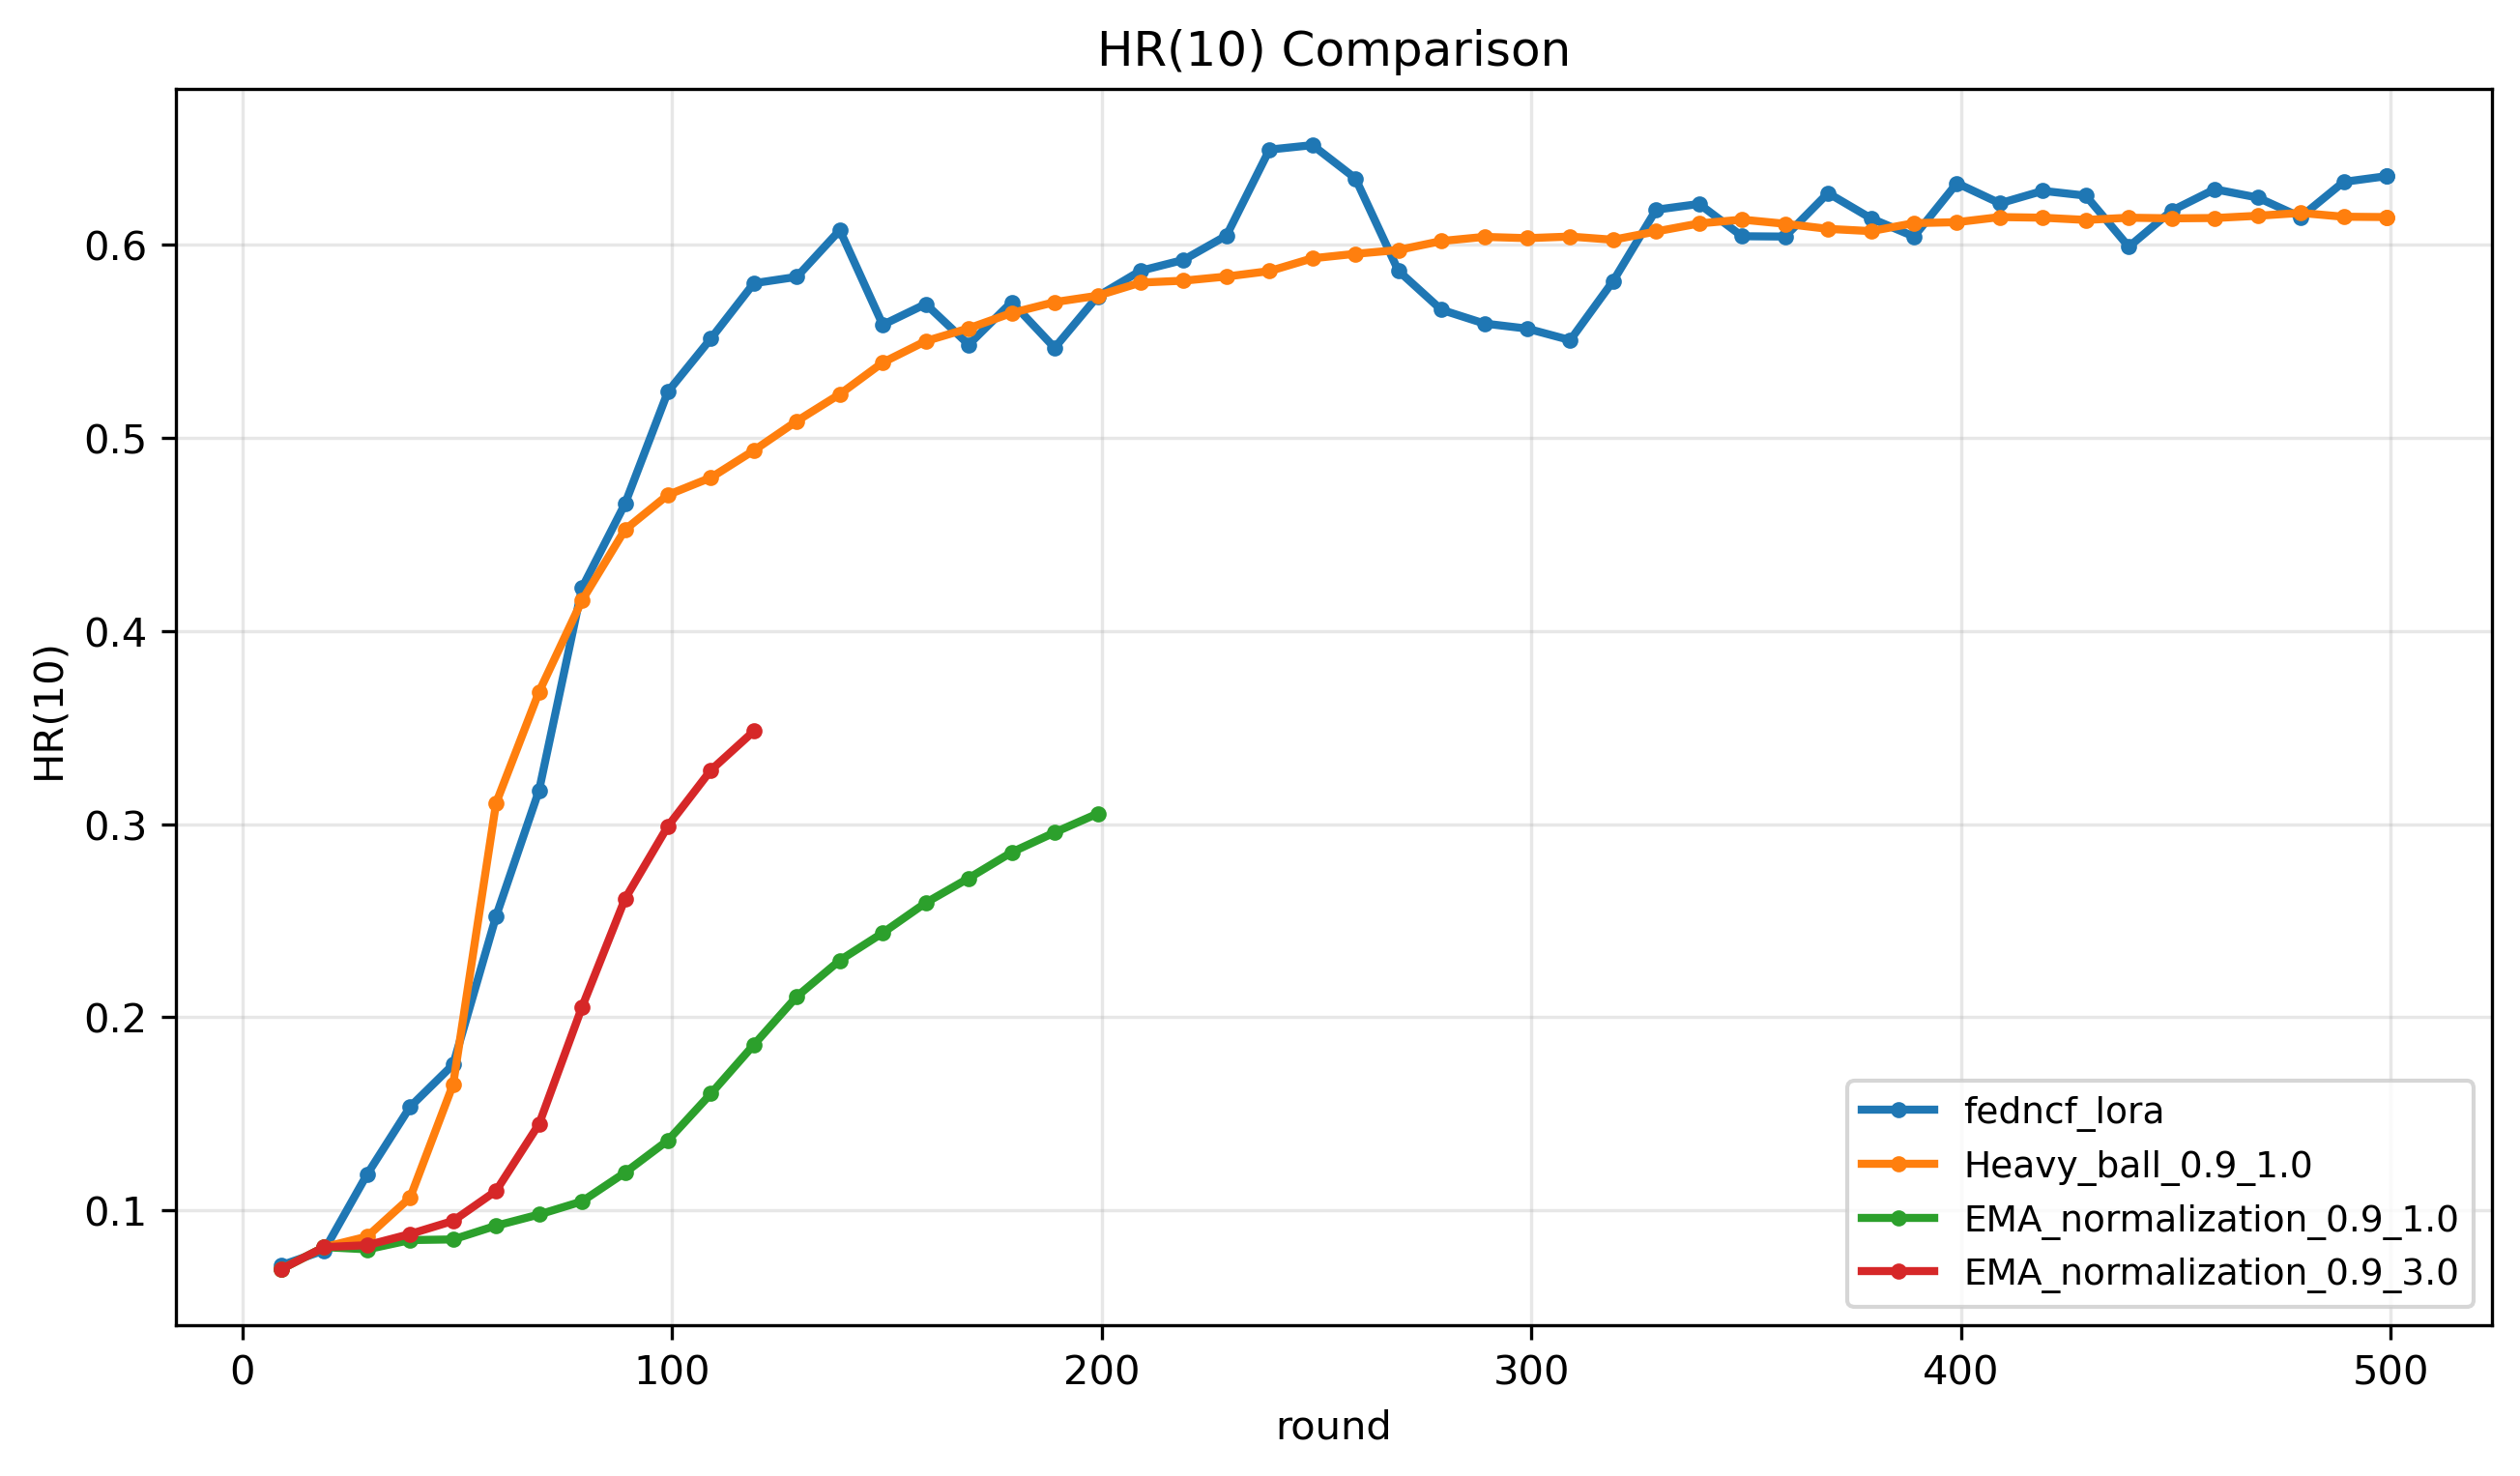 HR(10) Comparison
HR(10)
0.6
0.5
0.4
0.3
0.2
0.1
0 100 200 300 400 500
round
fedncf_lora
Heavy_ball_0.9_1.0
EMA_normalization_0.9_1.0
EMA_normalization_0.9_3.0